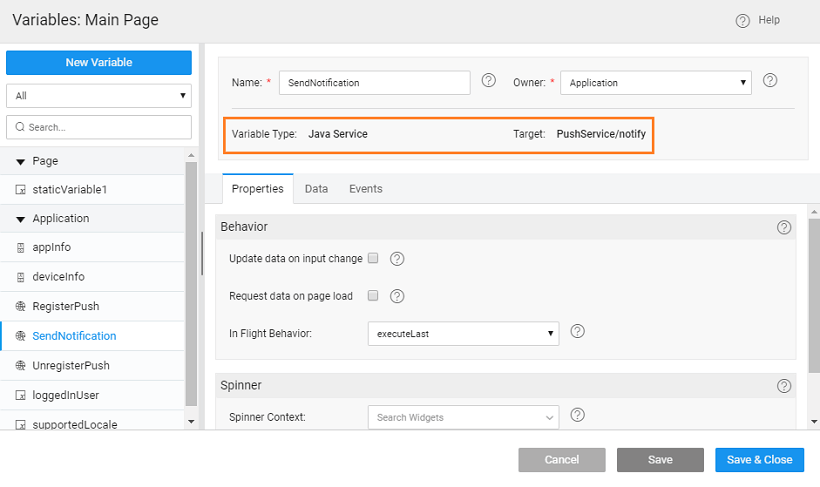 Variables: Main Page
Help
New Variable
All
Search...
Page
staticVariable1
Application
appInfo
deviceInfo
RegisterPush
SendNotification
UnregisterPush
loggedInUser
supportedLocale
Name: * SendNotification Owner: * Application
Variable Type: Java Service Target: PushService/notify
Properties Data Events
Behavior
Update data on input change
Request data on page load
In Flight Behavior: executeLast
Spinner
Spinner Context: Search Widgets
Cancel Save Save & Close